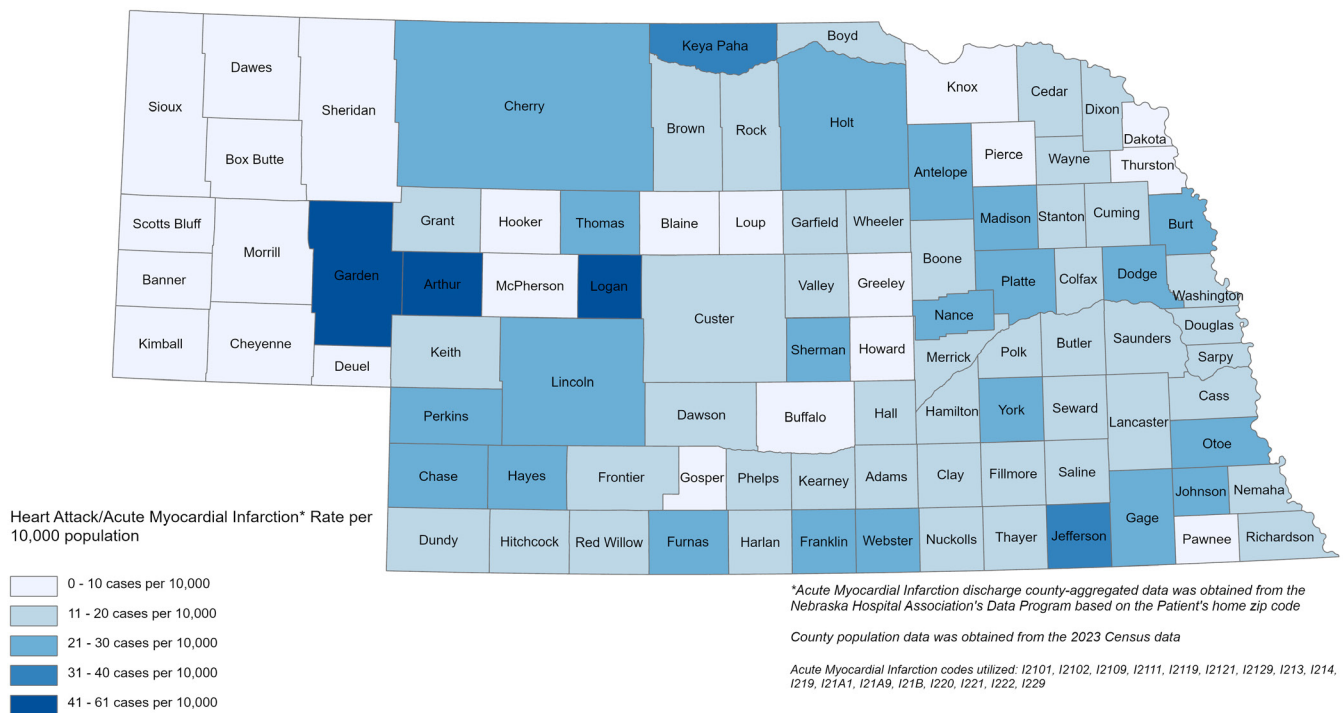 Boyd
Keya Paha
Dawes
Knox
Cedar
Sioux
Sheridan
Cherry
Dixon
Brown
Rock
Holt
Dakota
Box Butte
Pierce
Wayne
Thurston
Antelope
Scotts Bluff
Grant
Hooker
Thomas
Blaine
Loup
Garfield
Wheeler
Madison
Stanton
Cuming
Burt
Morrill
Boone
Banner
Garden
Arthur
McPherson
Logan
Valley
Greeley
Platte
Colfax
Dodge
Washington
Custer
Nance
Douglas
Kimball
Cheyenne
Keith
Sherman
Howard
Merrick
Polk
Butler
Saunders
Sarpy
Deuel
Lincoln
Cass
Perkins
Dawson
Buffalo
Hall
Hamilton
York
Seward
Lancaster
Otoe
Chase
Hayes
Frontier
Gosper
Phelps
Kearney
Adams
Clay
Fillmore
Saline
Johnson
Nemaha
Gage
Dundy
Hitchcock
Red Willow
Furnas
Harlan
Franklin
Webster
Nuckolls
Thayer
Jefferson
Pawnee
Richardson
Heart Attack/Acute Myocardial Infarction* Rate per
10,000 population
0 - 10 cases per 10,000
11 - 20 cases per 10,000
21 - 30 cases per 10,000
31 - 40 cases per 10,000
41 - 61 cases per 10,000
*Acute Myocardial Infarction discharge county-aggregated data was obtained from the
Nebraska Hospital Association's Data Program based on the Patient's home zip code
County population data was obtained from the 2023 Census data
Acute Myocardial Infarction codes utilized: I2101, I2102, I2109, I2111, I2119, I2121, I2129, I213, I214,
I219, I21A1, I21A9, I21B, I220, I221, I222, I229